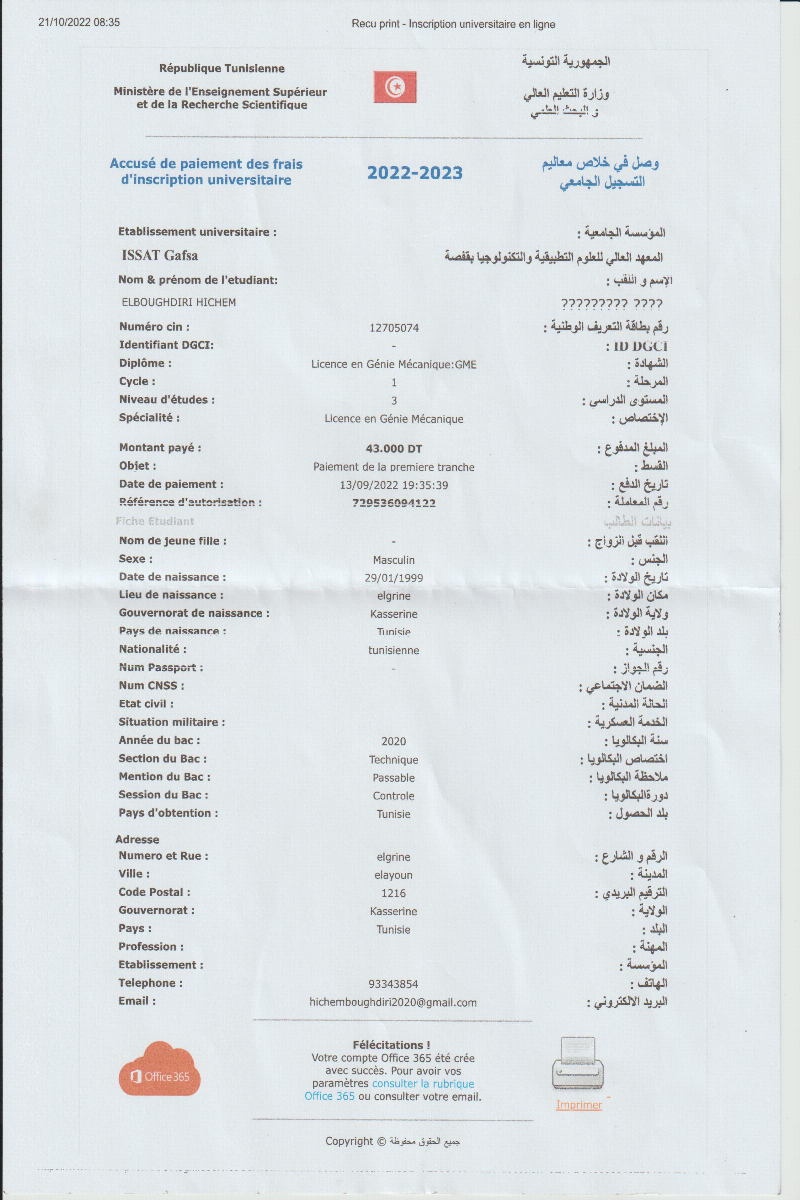 21/10/2022 08:35 Recu print - Inscription universitaire en ligne
République Tunisienne الجمهورية التونسية
Ministère de l'Enseignement Supérieur وزارة التعليم العالي
et de la Recherche Scientifique و البحث العلمي
Accusé de paiement des frais 2022-2023 وصل في خلاص معاليم
d'inscription universitaire التسجيل الجامعي
Etablissement universitaire : المؤسسة الجامعية :
ISSAT Gafsa المعهد العالي للعلوم التطبيقية والتكنولوجيا بقفصة
Nom & prénom de l'etudiant: الإسم و اللقب :
ELBOUGHDIRI HICHEM ????????? ????
Numéro cin : 12705074 رقم بطاقة التعريف الوطنية :
Identifiant DGCI: - ID DGCI :
Diplôme : Licence en Génie Mécanique:GME الشهادة :
Cycle : 1 المرحلة :
Niveau d'études : 3 المستوى الدراسي :
Spécialité : Licence en Génie Mécanique الإختصاص :
Montant payé : 43.000 DT المبلغ المدفوع :
Objet : Paiement de la premiere tranche القسط :
Date de paiement : 13/09/2022 19:35:39 تاريخ الدفع :
Référence d'autorisation : 729536094122 رقم المعاملة :
Fiche Etudiant بيانات الطالب
Nom de jeune fille : - اللقب قبل الزواج :
Sexe : Masculin الجنس :
Date de naissance : 29/01/1999 تاريخ الولادة :
Lieu de naissance : elgrine مكان الولادة :
Gouvernorat de naissance : Kasserine ولاية الولادة :
Pays de naissance : Tunisie بلد الولادة :
Nationalité : tunisienne الجنسية :
Num Passport : - رقم الجواز :
Num CNSS : الضمان الاجتماعي :
Etat civil : الحالة المدنية :
Situation militaire : الخدمة العسكرية :
Année du bac : 2020 سنة البكالويا :
Section du Bac : Technique اختصاص البكالويا :
Mention du Bac : Passable ملاحظة البكالويا :
Session du Bac : Controle دورةالبكالويا :
Pays d'obtention : Tunisie بلد الحصول :
Adresse
Numero et Rue : elgrine الرقم و الشارع :
Ville : elayoun المدينة :
Code Postal : 1216 الترقيم البريدي :
Gouvernorat : Kasserine الولاية :
Pays : Tunisie البلد :
Profession : المهنة :
Etablissement : المؤسسة :
Telephone : 93343854 الهاتف :
Email : hichemboughdiri2020@gmail.com البريد الالكتروني :
Félécitations !
Votre compte Office 365 été crée
avec succès. Pour avoir vos
paramètres consulter la rubrique
Office 365 ou consulter votre email.
Office 365
Imprimer
Copyright © جميع الحقوق محفوظة